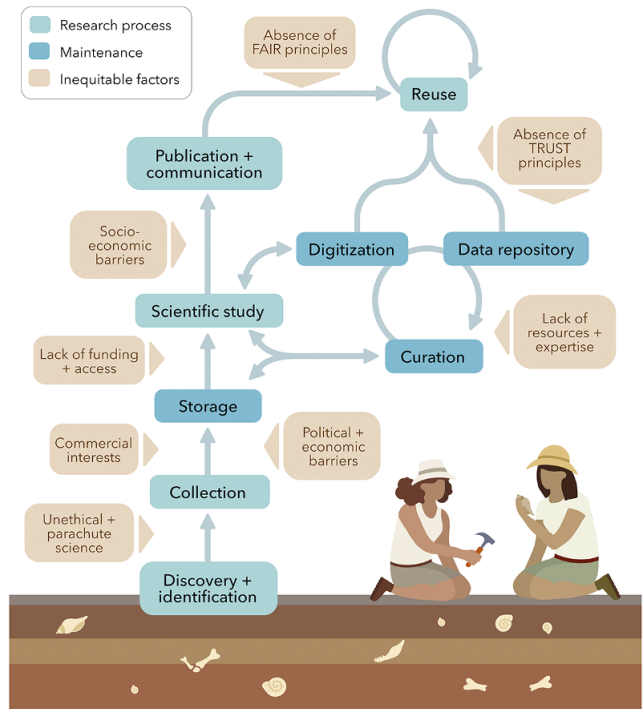 Research process
Maintenance
Inequitable factors
Absence of
FAIR principles
Reuse
Absence of
TRUST
principles
Publication +
communication
Socio-
economic
barriers
Digitization
Data repository
Scientific study
Lack of
resources +
expertise
Lack of funding
+ access
Curation
Storage
Commercial
interests
Political +
economic
barriers
Collection
Unethical +
parachute
science
Discovery +
identification